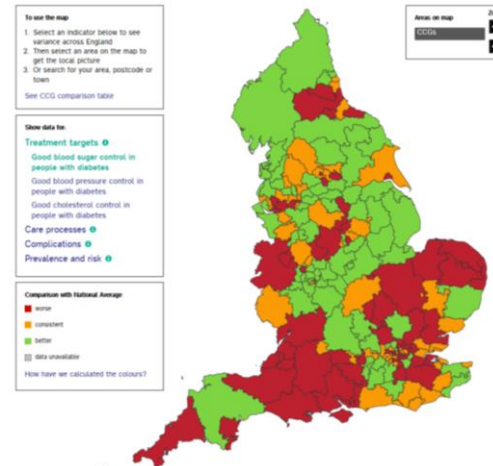 To use the map
1. Select an indicator below to see
variance across England
2. Then select an area on the map to
get the local picture
3. Or search for your area, postcode or
town
See CCG comparison table
Show data for:
Treatment targets
Good blood sugar control in
people with diabetes
Good blood pressure control in
people with diabetes
Good cholesterol control in
people with diabetes
Care processes
Complications
Prevalence and risk
Comparison with National Average
worse
consistent
better
data unavailable
How have we calculated the colours?
Areas on map
CCGs